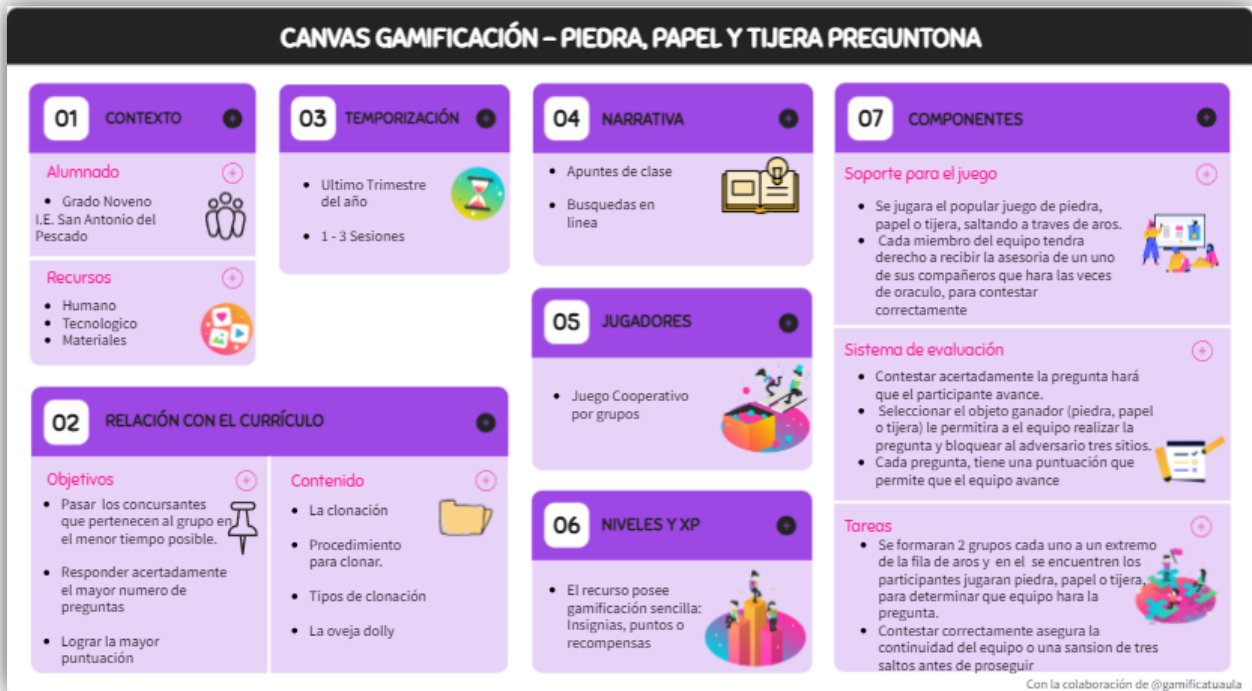 CANVAS GAMIFICACIÓN – PIEDRA, PAPEL Y TIJERA PREGUNTONA
01 CONTEXTO
Alumnado
• Grado Noveno
I.E. San Antonio del
Pescado
Recursos
• Humano
• Tecnologico
• Materiales
02 RELACIÓN CON EL CURRÍCULO
Objetivos
• Pasar los concursantes
que pertenecen al grupo en
el menor tiempo posible.
• Responder acertadamente
el mayor numero de
preguntas
• Lograr la mayor
puntuación
Contenido
• La clonación
• Procedimiento
para clonar.
• Tipos de clonación
• La oveja dolly
03 TEMPORIZACIÓN
• Ultimo Trimestre
del año
• 1 - 3 Sesiones
04 NARRATIVA
• Apuntes de clase
• Busquedas en
linea
05 JUGADORES
• Juego Cooperativo
por grupos
06 NIVELES Y XP
• El recurso posee
gamificación sencilla:
Insignias, puntos o
recompensas
07 COMPONENTES
Soporte para el juego
• Se jugara el popular juego de piedra,
papel o tijera, saltando a traves de aros.
• Cada miembro del equipo tendra
derecho a recibir la asesoria de un uno
de sus compañeros que hara las veces
de oraculo, para contestar
correctamente
Sistema de evaluación
• Contestar acertadamente la pregunta hará
que el participante avance.
• Seleccionar el objeto ganador (piedra, papel
o tijera) le permitira a el equipo realizar la
pregunta y bloquear al adversario tres sitios.
• Cada pregunta, tiene una puntuación que
permite que el equipo avance
Tareas
• Se formaran 2 grupos cada uno a un extremo
de la fila de aros y en el se encuentren los
participantes jugaran piedra, papel o tijera,
para determinar que equipo hara la
pregunta.
• Contestar correctamente asegura la
continuidad del equipo o una sansion de tres
saltos antes de proseguir
Con la colaboración de @gamificatuaula